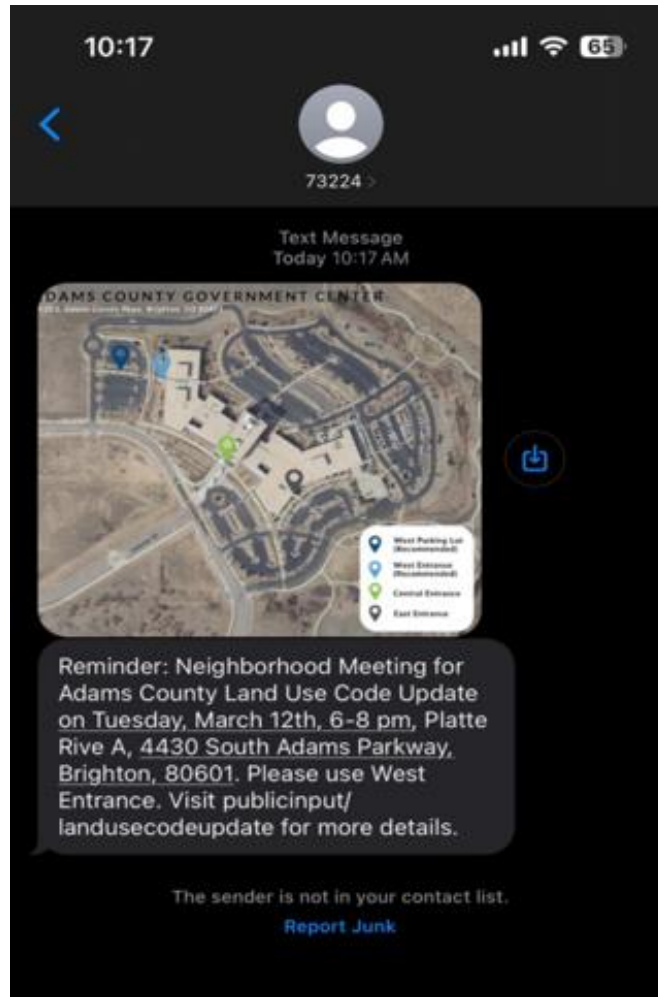 10:17
65
73224
Text Message
Today 10:17 AM
DAMS COUNTY GOVERNMENT CENTER
West Parking Lot
(Recommended)
West Entrance
(Recommended)
Central Entrance
East Entrance
Reminder: Neighborhood Meeting for
Adams County Land Use Code Update
on Tuesday, March 12th, 6-8 pm, Platte
Rive A, 4430 South Adams Parkway,
Brighton, 80601. Please use West
Entrance. Visit publicinput/
landusecodeupdate for more details.
The sender is not in your contact list.
Report Junk